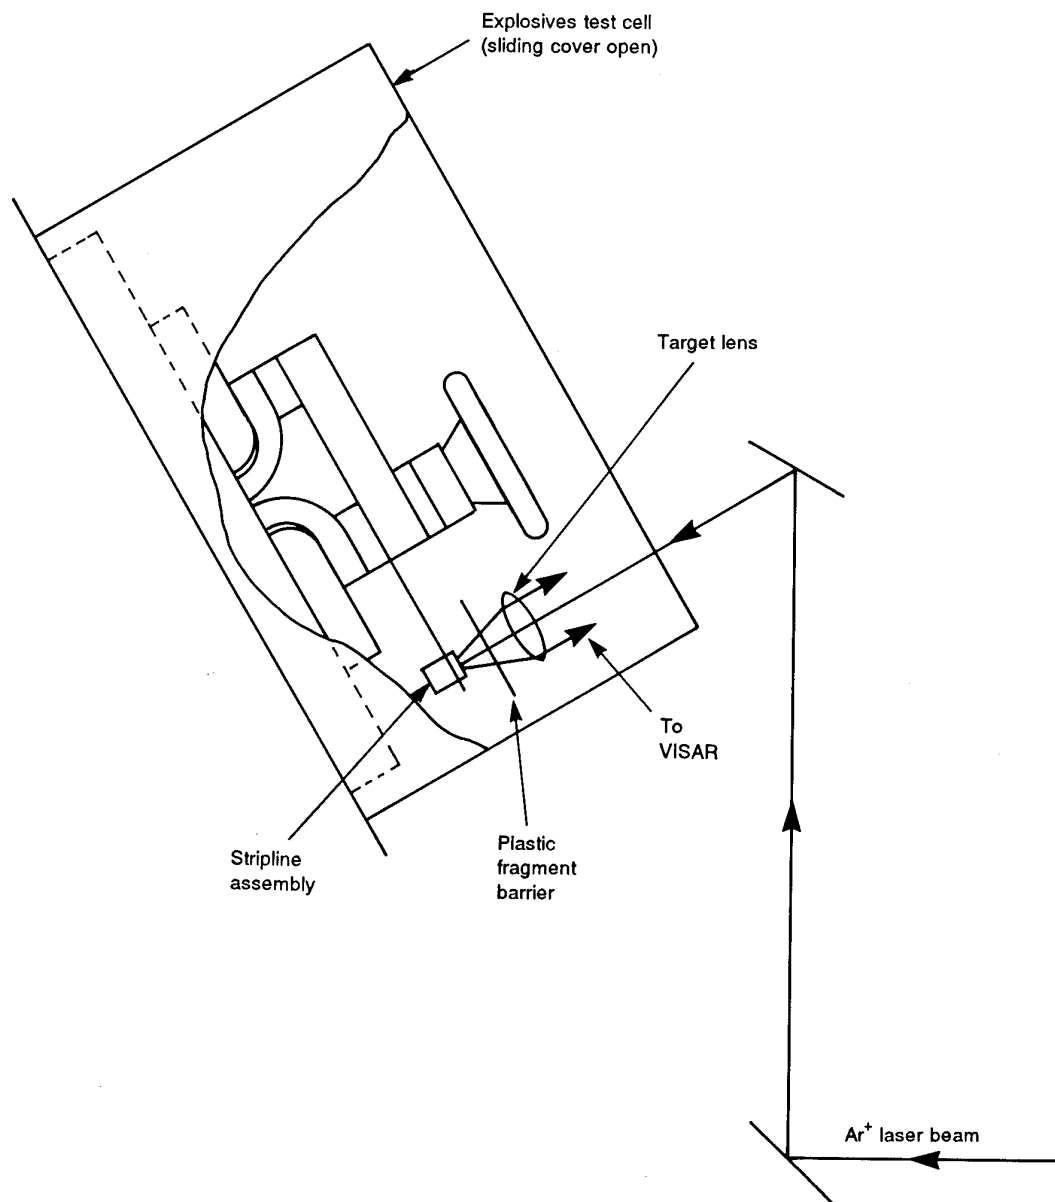 Explosives test cell
(sliding cover open)
Target lens
To
VISAR
Plastic
fragment
barrier
Stripline
assembly
Ar⁺ laser beam